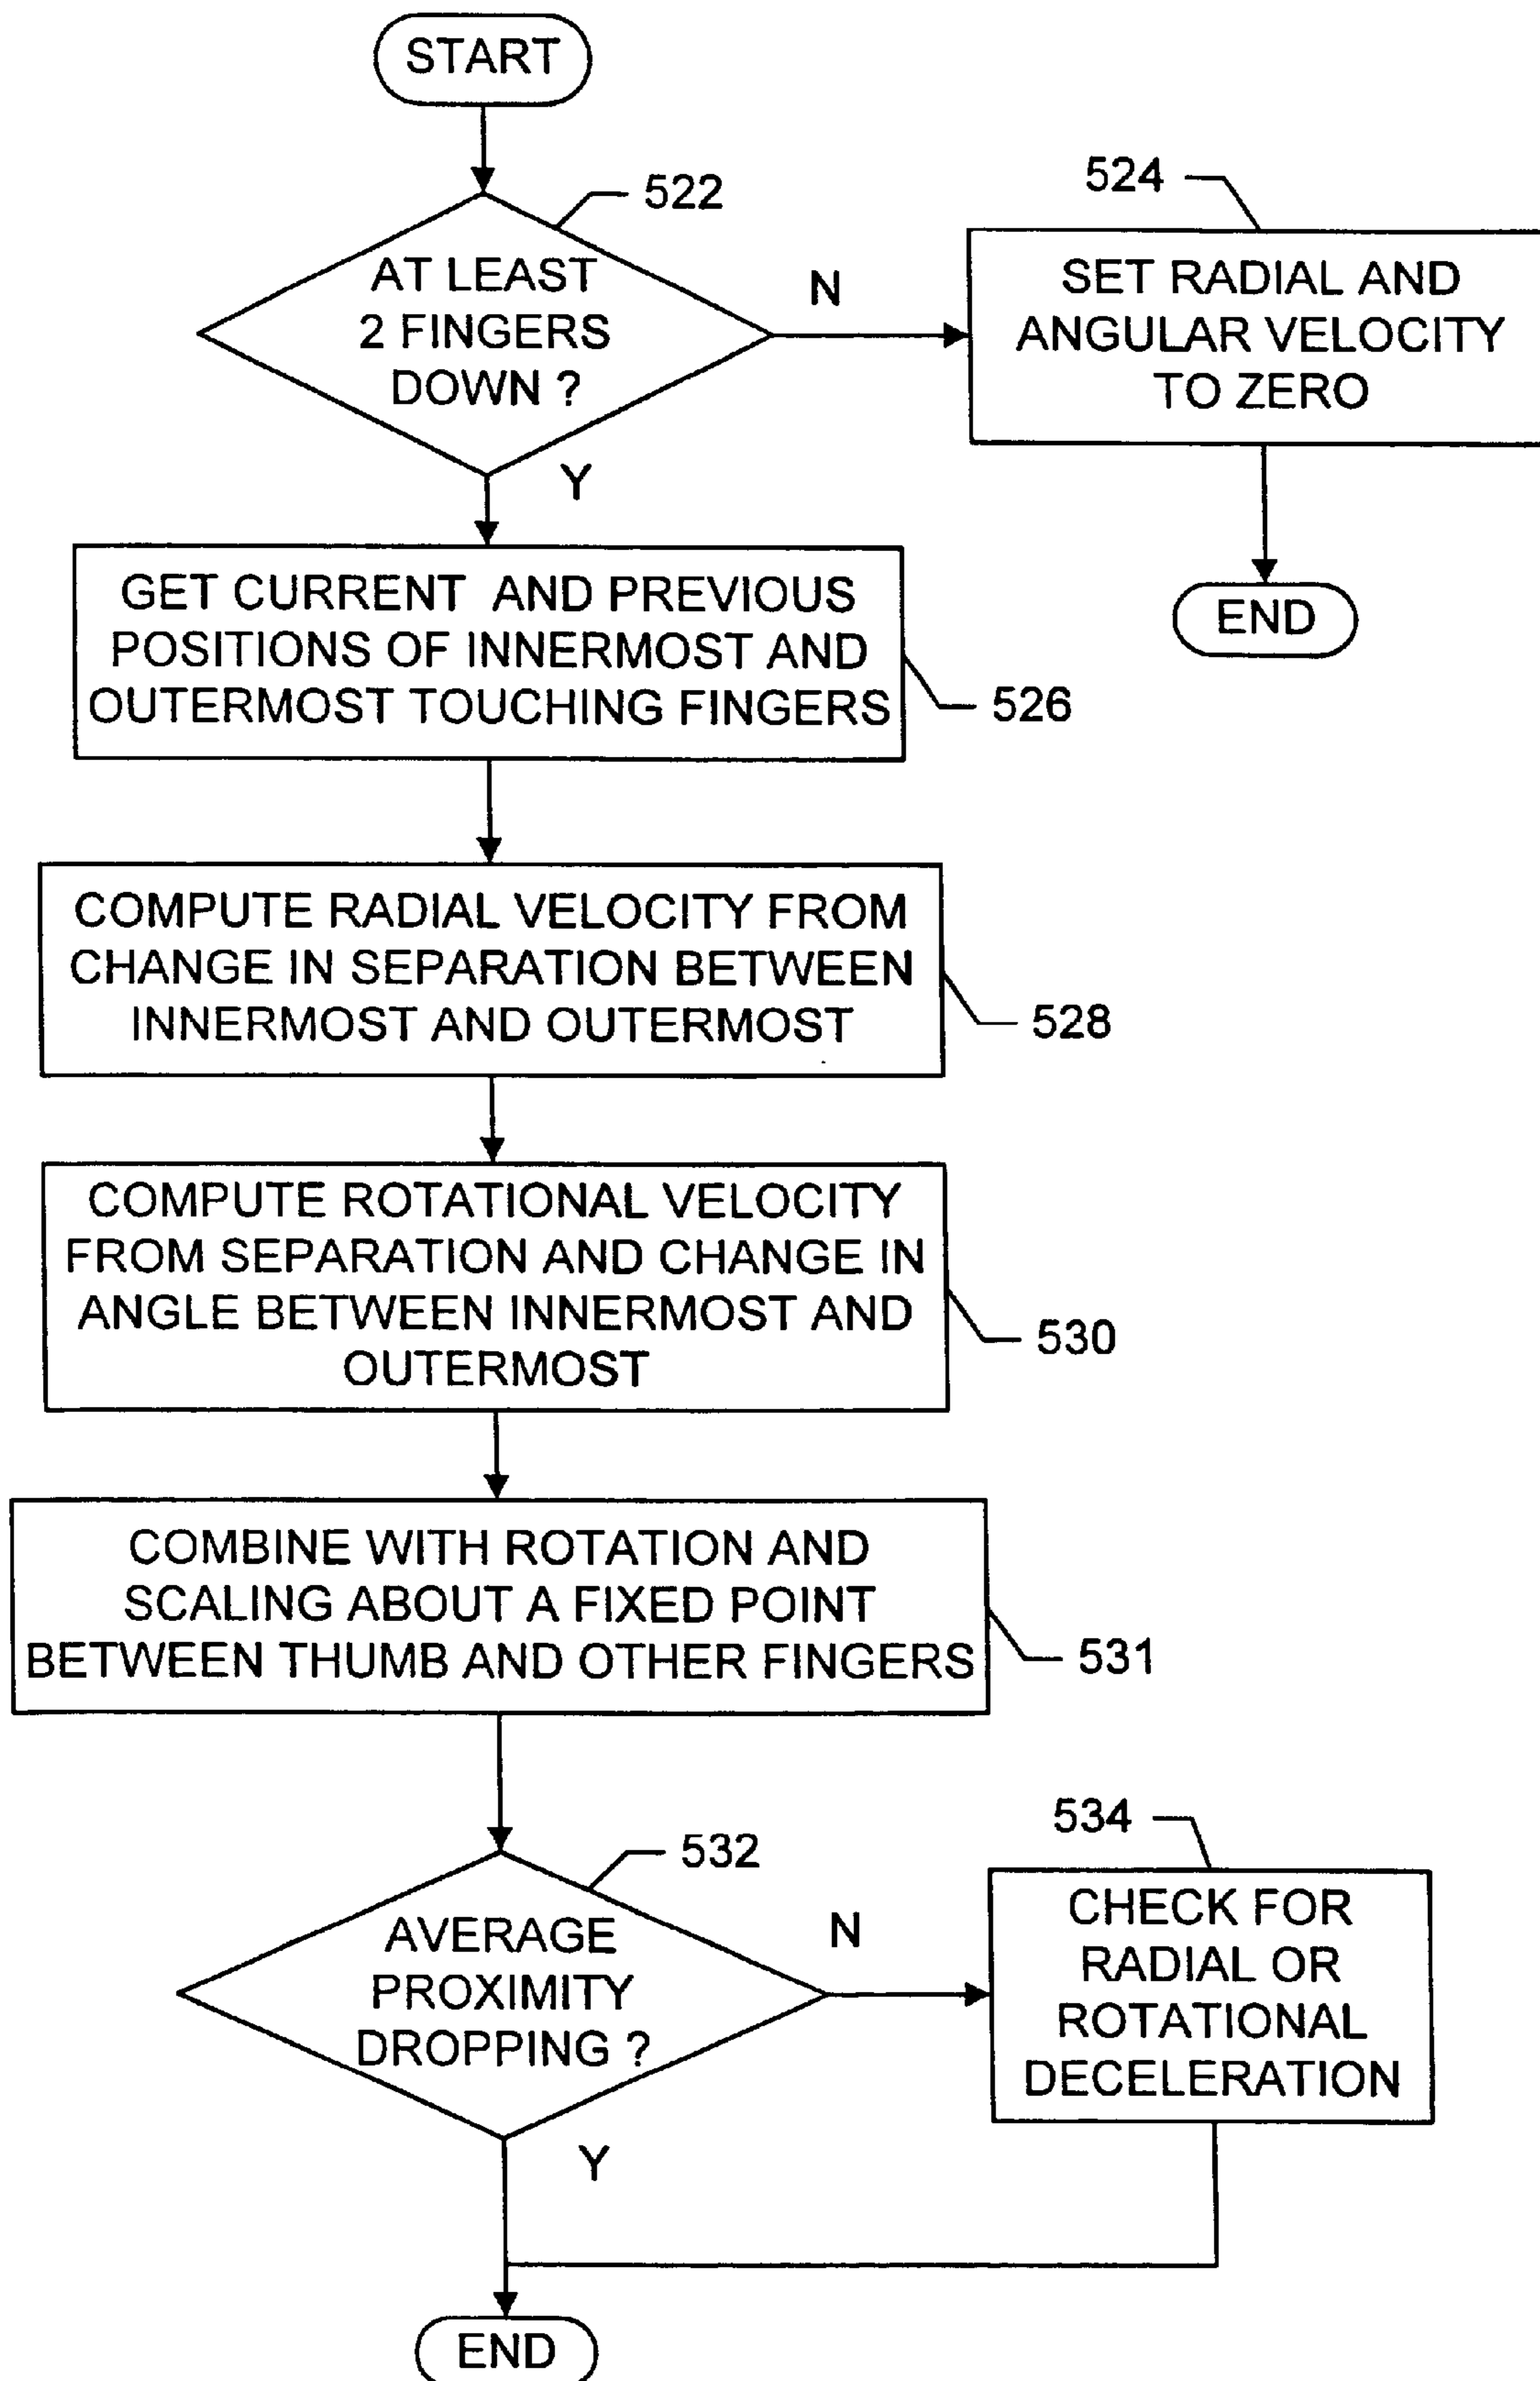 START
522
AT LEAST
2 FINGERS
DOWN ?
N
Y
524
SET RADIAL AND
ANGULAR VELOCITY
TO ZERO
END
GET CURRENT AND PREVIOUS
POSITIONS OF INNERMOST AND
OUTERMOST TOUCHING FINGERS
526
COMPUTE RADIAL VELOCITY FROM
CHANGE IN SEPARATION BETWEEN
INNERMOST AND OUTERMOST
528
COMPUTE ROTATIONAL VELOCITY
FROM SEPARATION AND CHANGE IN
ANGLE BETWEEN INNERMOST AND
OUTERMOST
530
COMBINE WITH ROTATION AND
SCALING ABOUT A FIXED POINT
BETWEEN THUMB AND OTHER FINGERS
531
532
AVERAGE
PROXIMITY
DROPPING ?
N
Y
534
CHECK FOR
RADIAL OR
ROTATIONAL
DECELERATION
END